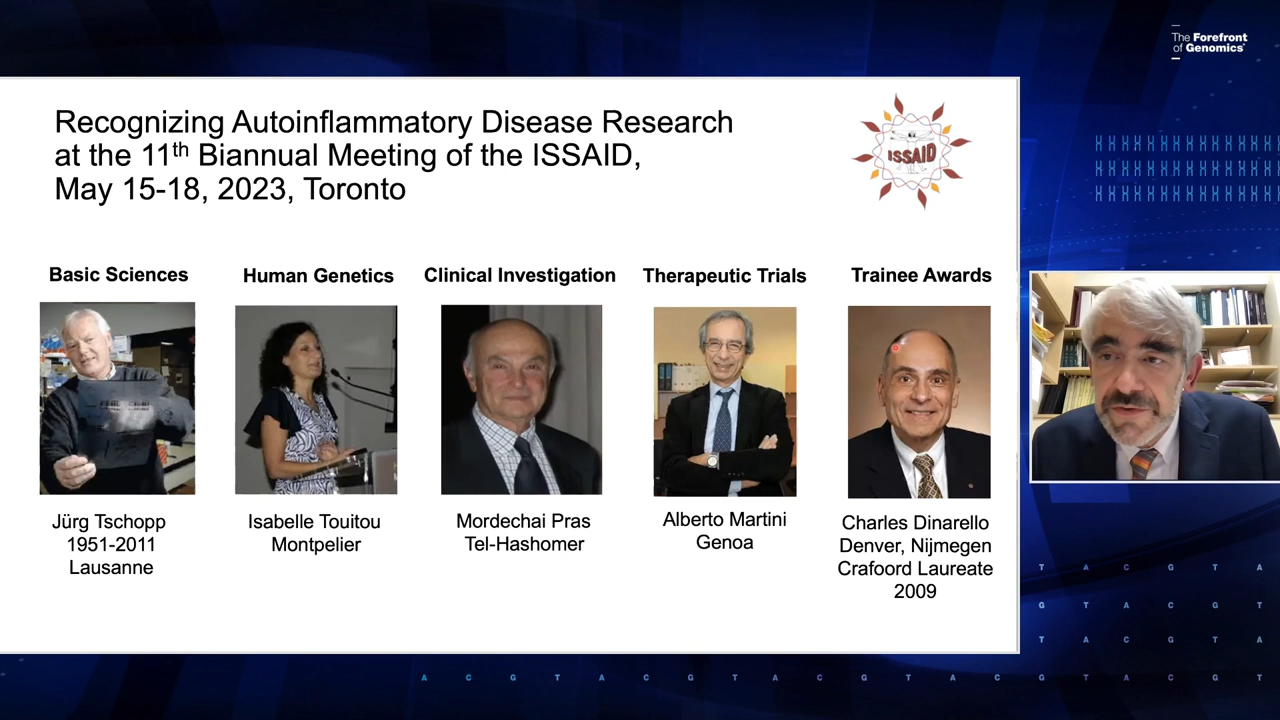 The Forefront
of Genomics®
Recognizing Autoinflammatory Disease Research
at the 11th Biannual Meeting of the ISSAID,
May 15-18, 2023, Toronto
ISSAID
Basic Sciences
Human Genetics
Clinical Investigation
Therapeutic Trials
Trainee Awards
Jürg Tschopp
1951-2011
Lausanne
Isabelle Touitou
Montpelier
Mordechai Pras
Tel-Hashomer
Alberto Martini
Genoa
Charles Dinarello
Denver, Nijmegen
Crafoord Laureate
2009
T A C G T A
G T A C G T
T A C G T A
A C G T A C G T A C G T A C G T A C G T